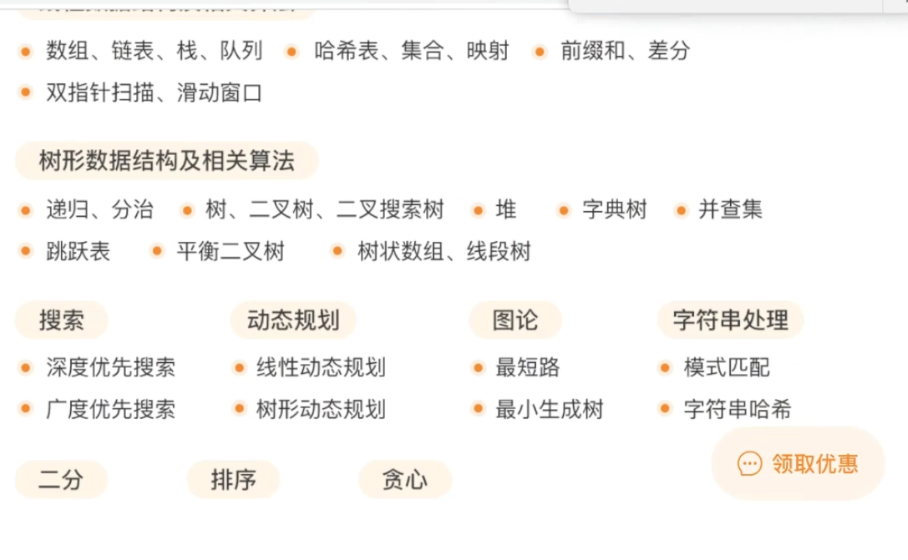 数组、链表、栈、队列 哈希表、集合、映射 前缀和、差分
双指针扫描、滑动窗口
树形数据结构及相关算法
递归、分治 树、二叉树、二叉搜索树 堆 字典树 并查集
跳跃表 平衡二叉树 树状数组、线段树
搜索 动态规划 图论 字符串处理
深度优先搜索 线性动态规划 最短路 模式匹配
广度优先搜索 树形动态规划 最小生成树 字符串哈希
领取优惠
二分 排序 贪心